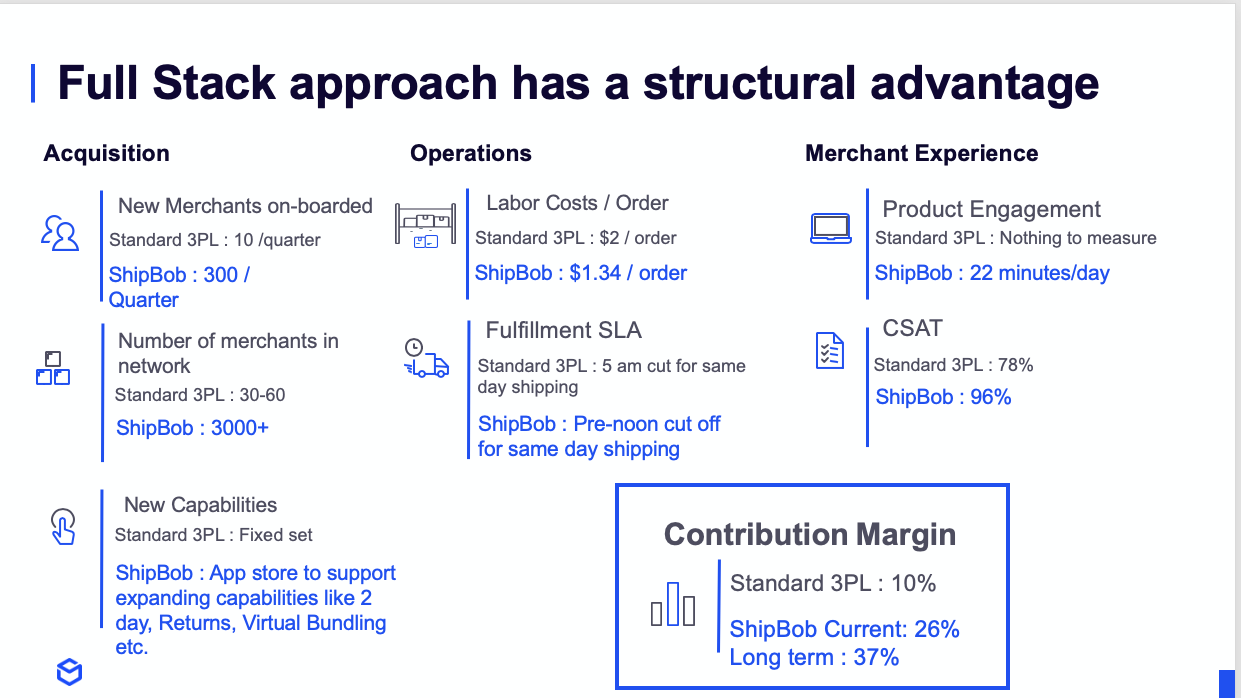 Full Stack approach has a structural advantage
Acquisition
New Merchants on-boarded
Standard 3PL : 10 /quarter
ShipBob : 300 /
Quarter
Number of merchants in
network
Standard 3PL : 30-60
ShipBob : 3000+
New Capabilities
Standard 3PL : Fixed set
ShipBob : App store to support
expanding capabilities like 2
day, Returns, Virtual Bundling
etc.
Operations
Labor Costs / Order
Standard 3PL : $2 / order
ShipBob : $1.34 / order
Fulfillment SLA
Standard 3PL : 5 am cut for same
day shipping
ShipBob : Pre-noon cut off
for same day shipping
Merchant Experience
Product Engagement
Standard 3PL : Nothing to measure
ShipBob : 22 minutes/day
CSAT
Standard 3PL : 78%
ShipBob : 96%
Contribution Margin
Standard 3PL : 10%
ShipBob Current: 26%
Long term : 37%